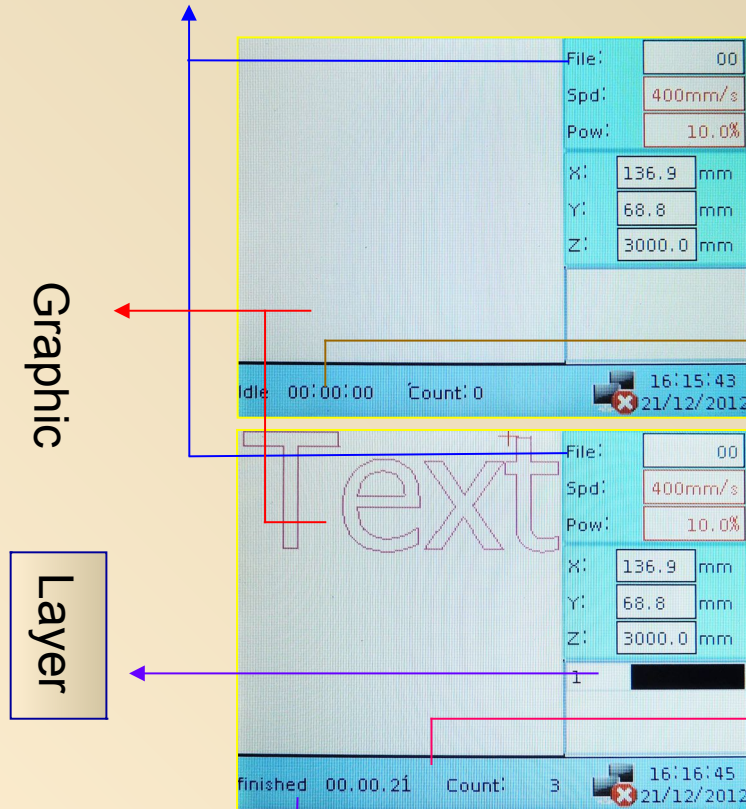 File: 00
Spd: 400mm/s
Pow: 10.0%
X: 136.9 mm
Y: 68.8 mm
Z: 3000.0 mm
Idle 00:00:00 Count:0
16:15:43
21/12/2012
Graphic
Text
File: 00
Spd: 400mm/s
Pow: 10.0%
X: 136.9 mm
Y: 68.8 mm
Z: 3000.0 mm
1
Layer
finished 00.00.21 Count: 3
16:16:45
21/12/2012